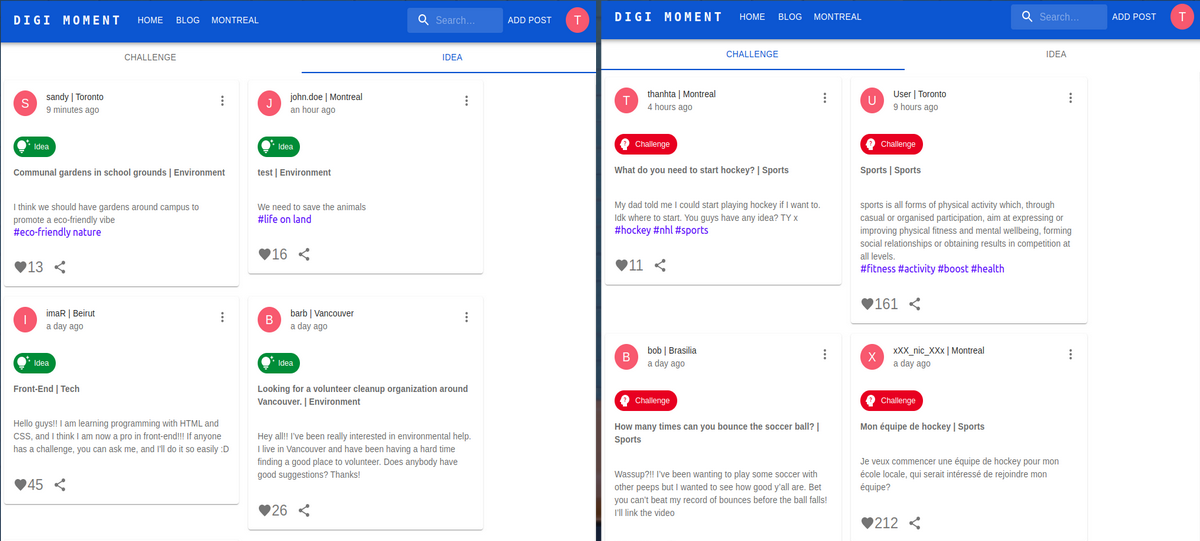 DIGI MOMENT HOME BLOG MONTREAL Search... ADD POST T
CHALLENGE IDEA
S
sandy | Toronto
9 minutes ago
Idea
Communal gardens in school grounds | Environment
I think we should have gardens around campus to
promote a eco-friendly vibe
#eco-friendly nature
13
J
john.doe | Montreal
an hour ago
Idea
test | Environment
We need to save the animals
#life on land
16
I
imaR | Beirut
a day ago
Idea
Front-End | Tech
Hello guys!! I am learning programming with HTML and
CSS, and I think I am now a pro in front-end!!! If anyone
has a challenge, you can ask me, and I'll do it so easily :D
45
B
barb | Vancouver
a day ago
Idea
Looking for a volunteer cleanup organization around
Vancouver. | Environment
Hey all!! I've been really interested in environmental help.
I live in Vancouver and have been having a hard time
finding a good place to volunteer. Does anybody have
good suggestions? Thanks!
26
DIGI MOMENT HOME BLOG MONTREAL Search... ADD POST T
CHALLENGE IDEA
T
thanhta | Montreal
4 hours ago
Challenge
What do you need to start hockey? | Sports
My dad told me I could start playing hockey if I want to.
Idk where to start. You guys have any idea? TY x
#hockey #nhl #sports
11
U
User | Toronto
9 hours ago
Challenge
Sports | Sports
sports is all forms of physical activity which, through
casual or organised participation, aim at expressing or
improving physical fitness and mental wellbeing, forming
social relationships or obtaining results in competition at
all levels.
#fitness #activity #boost #health
161
B
bob | Brasilia
a day ago
Challenge
How many times can you bounce the soccer ball? |
Sports
Wassup?!! I've been wanting to play some soccer with
other peeps but I wanted to see how good y'all are. Bet
you can't beat my record of bounces before the ball falls!
I'll link the video
X
xXX_nic_XXx | Montreal
a day ago
Challenge
Mon équipe de hockey | Sports
Je veux commencer une équipe de hockey pour mon
école locale, qui serait intéressé de rejoindre mon
équipe?
212